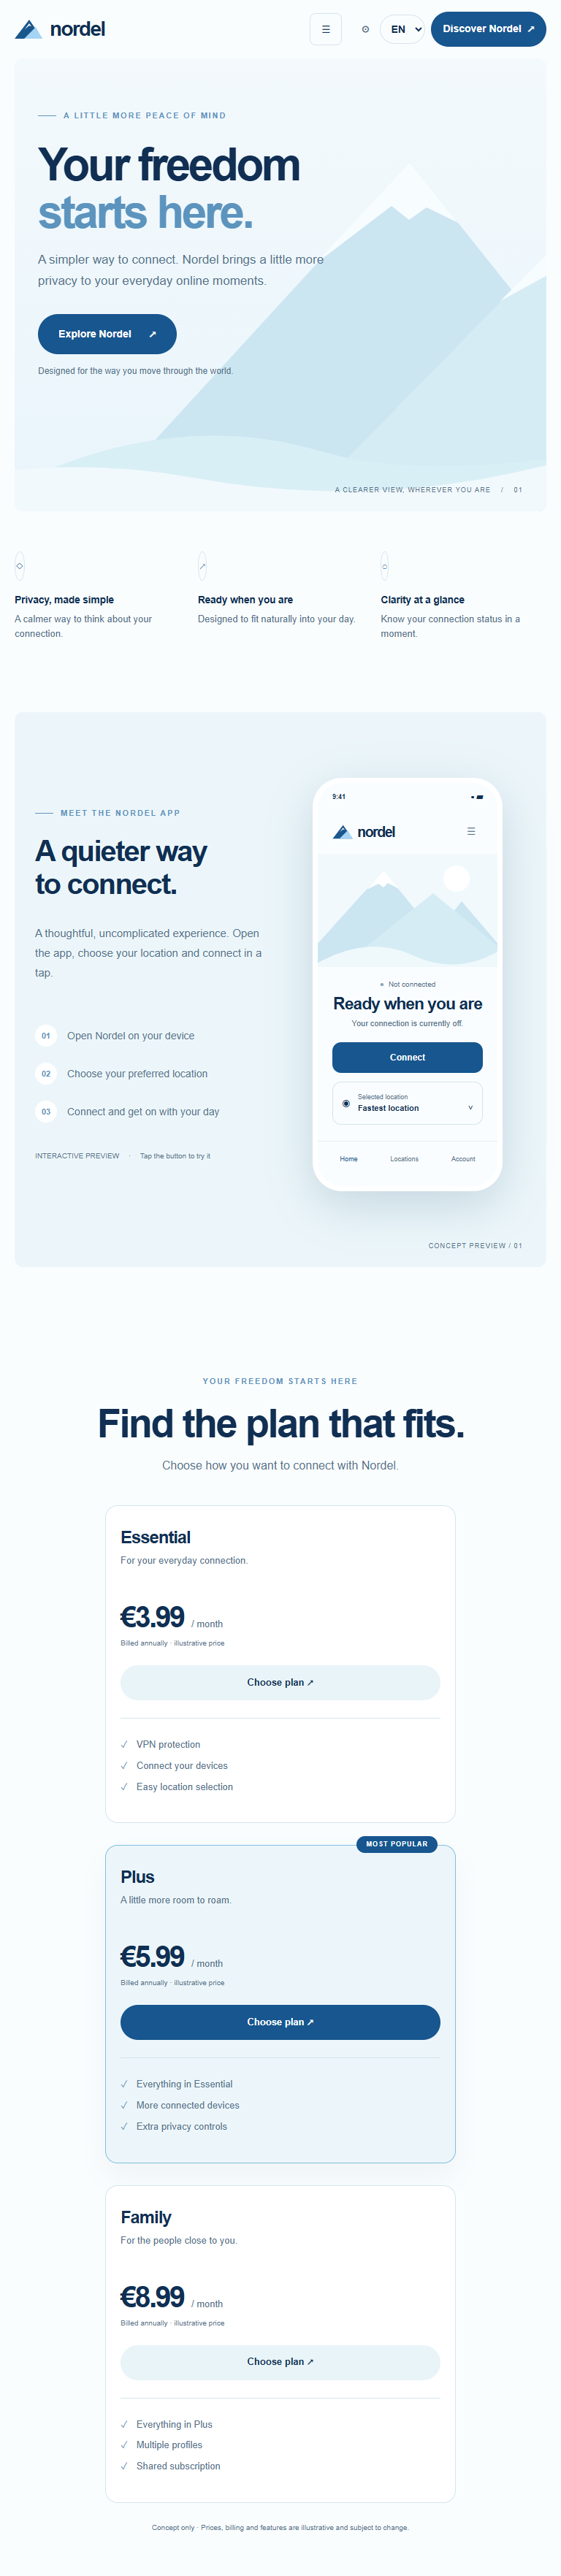 nordel
EN
Discover Nordel ↗
A LITTLE MORE PEACE OF MIND
Your freedom
starts here.
A simpler way to connect. Nordel brings a little more
privacy to your everyday online moments.
Explore Nordel ↗
Designed for the way you move through the world.
A CLEARER VIEW, WHEREVER YOU ARE / 01
Privacy, made simple
A calmer way to think about your
connection.
Ready when you are
Designed to fit naturally into your day.
Clarity at a glance
Know your connection status in a
moment.
MEET THE NORDEL APP
A quieter way
to connect.
A thoughtful, uncomplicated experience. Open
the app, choose your location and connect in a
tap.
01 Open Nordel on your device
02 Choose your preferred location
03 Connect and get on with your day
INTERACTIVE PREVIEW · Tap the button to try it
9:41
nordel
Not connected
Ready when you are
Your connection is currently off.
Connect
Selected location
Fastest location
Home Locations Account
CONCEPT PREVIEW / 01
YOUR FREEDOM STARTS HERE
Find the plan that fits.
Choose how you want to connect with Nordel.
Essential
For your everyday connection.
€3.99 / month
Billed annually · illustrative price
Choose plan ↗
✓ VPN protection
✓ Connect your devices
✓ Easy location selection
MOST POPULAR
Plus
A little more room to roam.
€5.99 / month
Billed annually · illustrative price
Choose plan ↗
✓ Everything in Essential
✓ More connected devices
✓ Extra privacy controls
Family
For the people close to you.
€8.99 / month
Billed annually · illustrative price
Choose plan ↗
✓ Everything in Plus
✓ Multiple profiles
✓ Shared subscription
Concept only · Prices, billing and features are illustrative and subject to change.